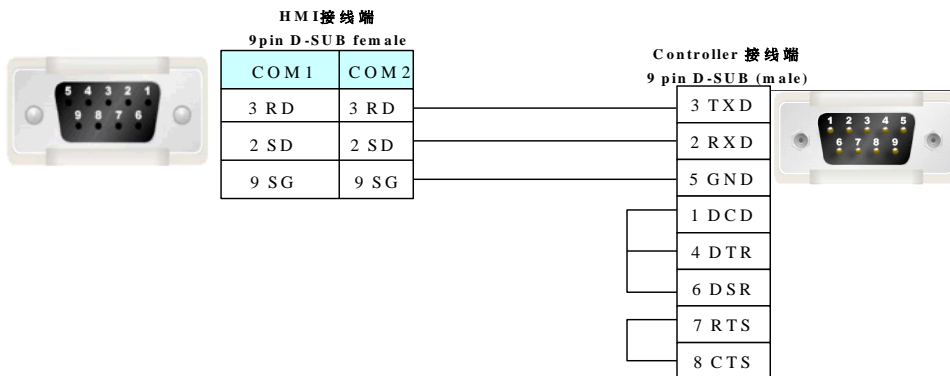 HMI接线端
9pin D-SUB female
COM1 COM2
3 RD 3 RD
2 SD 2 SD
9 SG 9 SG
5 4 3 2 1
9 8 7 6
Controller 接线端
9 pin D-SUB (male)
3 TXD
2 RXD
5 GND
1 DCD
4 DTR
6 DSR
7 RTS
8 CTS
1 2 3 4 5
6 7 8 9